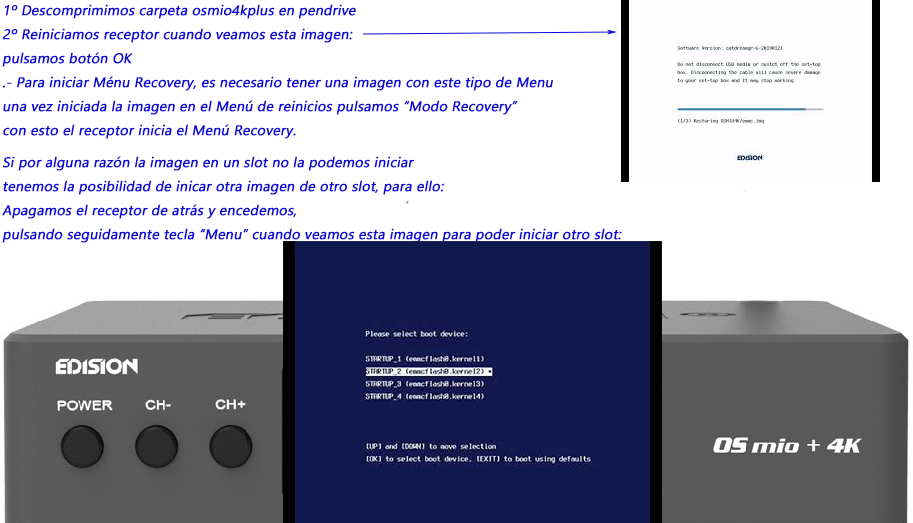 1º Descomprimimos carpeta osmio4kplus en pendrive
2º Reiniciamos receptor cuando veamos esta imagen:
pulsamos botón OK
.- Para iniciar Ménu Recovery, es necesario tener una imagen con este tipo de Menu
una vez iniciada la imagen en el Menú de reinicios pulsamos "Modo Recovery"
con esto el receptor inicia el Menú Recovery.
Si por alguna razón la imagen en un slot no la podemos iniciar
tenemos la posibilidad de inicar otra imagen de otro slot, para ello:
Apagamos el receptor de atrás y encedemos,
pulsando seguidamente tecla "Menu" cuando veamos esta imagen para poder iniciar otro slot:
Software Version: satdreamgr-6-20190121
Do not disconnect USB media or switch off the set-top
box. Disconnecting the cable will cause severe damage
to your set-top box and it may stop working.
(1/3) Restoring
EDISION
Please select boot device:
STARTUP_1 (emmcflash0.kernel1)
STARTUP_2 (emmcflash0.kernel2) *
STARTUP_3 (emmcflash0.kernel3)
STARTUP_4 (emmcflash0.kernel4)
[UP] and [DOWN] to move selection
[OK] to select boot device, [EXIT] to boot using defaults
EDISION
POWER CH- CH+
OS mio + 4K